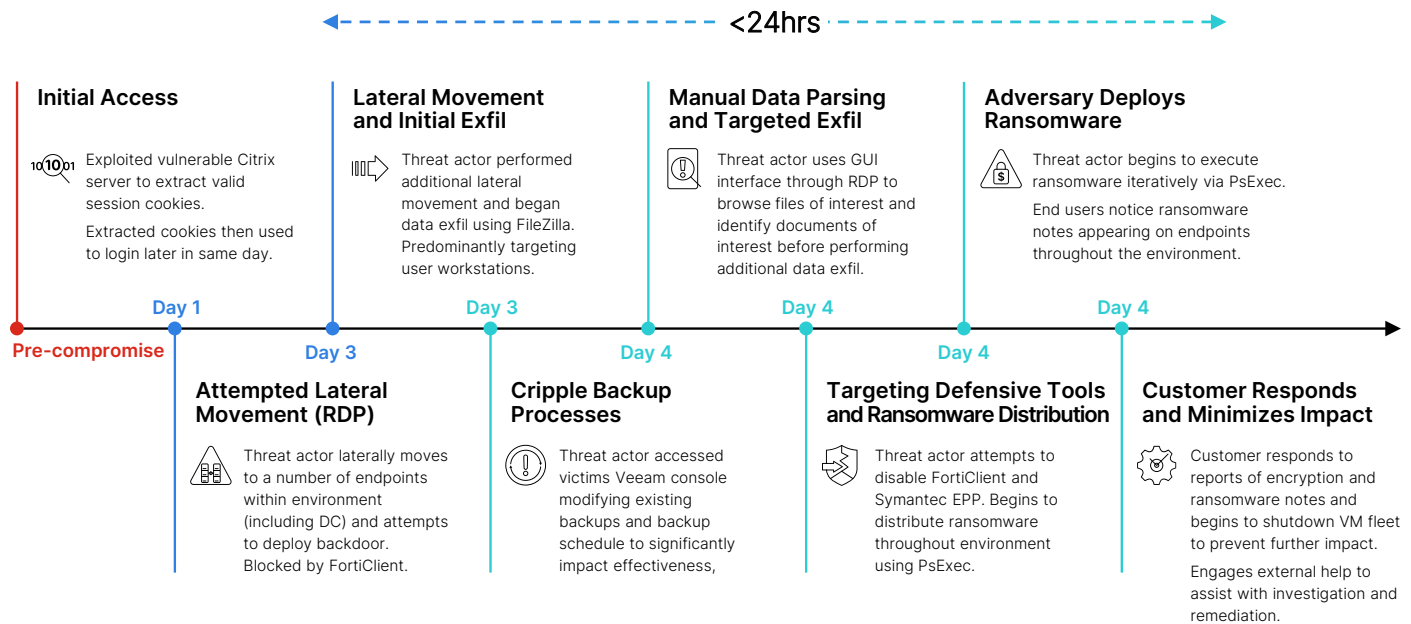 <24hrs
Initial Access
10 10 01
Exploited vulnerable Citrix
server to extract valid
session cookies.
Extracted cookies then used
to login later in same day.
Lateral Movement
and Initial Exfil
Threat actor performed
additional lateral
movement and began
data exfil using FileZilla.
Predominantly targeting
user workstations.
Manual Data Parsing
and Targeted Exfil
Threat actor uses GUI
interface through RDP to
browse files of interest and
identify documents of
interest before performing
additional data exfil.
Adversary Deploys
Ransomware
$
Threat actor begins to execute
ransomware iteratively via PsExec.
End users notice ransomware
notes appearing on endpoints
throughout the environment.
Day 1
Day 3
Day 4
Day 4
Pre-compromise
Day 3
Day 4
Day 4
Attempted Lateral
Movement (RDP)
Threat actor laterally moves
to a number of endpoints
within environment
(including DC) and attempts
to deploy backdoor.
Blocked by FortiClient.
Cripple Backup
Processes
Threat actor accessed
victims Veeam console
modifying existing
backups and backup
schedule to significantly
impact effectiveness,
Targeting Defensive Tools
and Ransomware Distribution
Threat actor attempts to
disable FortiClient and
Symantec EPP. Begins to
distribute ransomware
throughout environment
using PsExec.
Customer Responds
and Minimizes Impact
Customer responds to
reports of encryption and
ransomware notes and
begins to shutdown VM fleet
to prevent further impact.
Engages external help to
assist with investigation and
remediation.